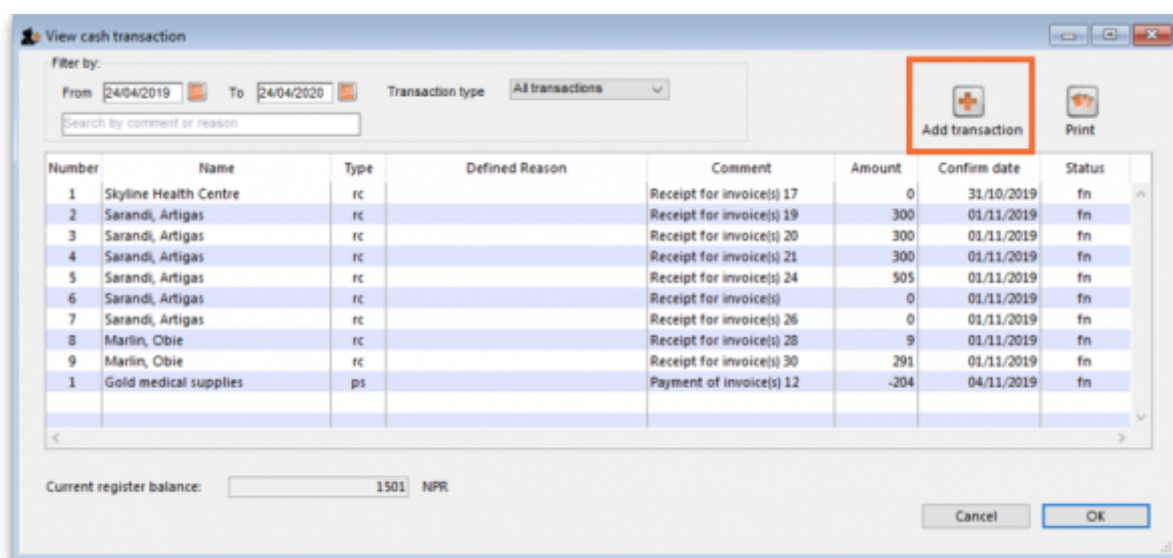 View cash transaction
Filter by:
From 24/04/2019 To 24/04/2020 Transaction type All transactions
Search by comment or reason
Add transaction Print
Number Name Type Defined Reason Comment Amount Confirm date Status
1 Skyline Health Centre rc Receipt for invoice(s) 17 0 31/10/2019 fn
2 Sarandi, Artigas rc Receipt for invoice(s) 19 300 01/11/2019 fn
3 Sarandi, Artigas rc Receipt for invoice(s) 20 300 01/11/2019 fn
4 Sarandi, Artigas rc Receipt for invoice(s) 21 300 01/11/2019 fn
5 Sarandi, Artigas rc Receipt for invoice(s) 24 505 01/11/2019 fn
6 Sarandi, Artigas rc Receipt for invoice(s) 0 01/11/2019 fn
7 Sarandi, Artigas rc Receipt for invoice(s) 26 0 01/11/2019 fn
8 Marlin, Obie rc Receipt for invoice(s) 28 9 01/11/2019 fn
9 Marlin, Obie rc Receipt for invoice(s) 30 291 01/11/2019 fn
1 Gold medical supplies ps Payment of invoice(s) 12 -204 04/11/2019 fn
Current register balance: 1501 NPR
Cancel OK